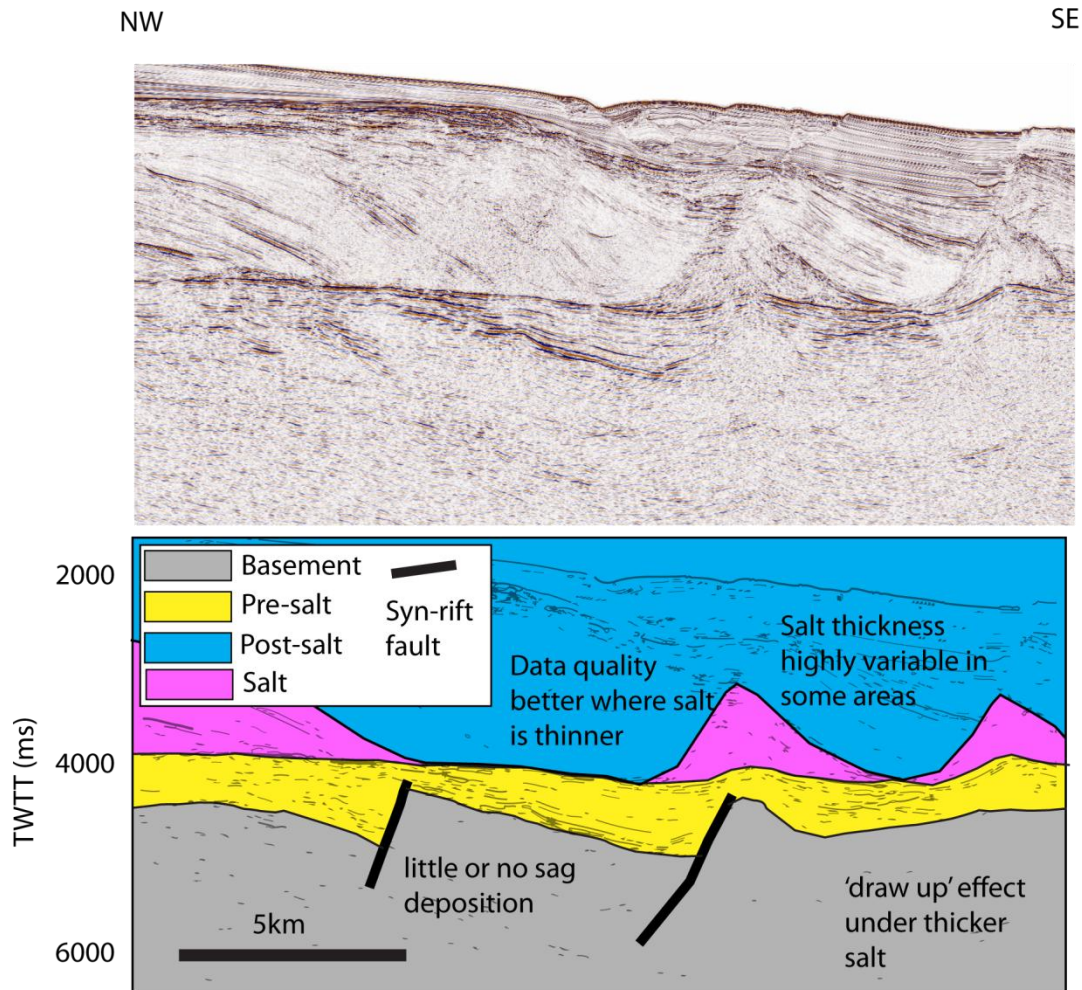 NW
SE
2000
4000
6000
TWTT (ms)
Basement
Pre-salt
Post-salt
Salt
Syn-rift
fault
Data quality
better where salt
is thinner
Salt thickness
highly variable in
some areas
little or no sag
deposition
'draw up' effect
under thicker
salt
5km